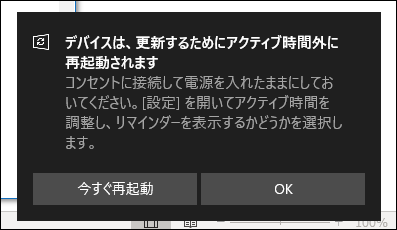 デバイスは、更新するためにアクティブ時間外に
再起動されます
コンセントに接続して電源を入れたままにしてお
いてください。[設定] を開いてアクティブ時間を
調整し、リマインダーを表示するかどうかを選択し
ます。
今すぐ再起動
OK
100%